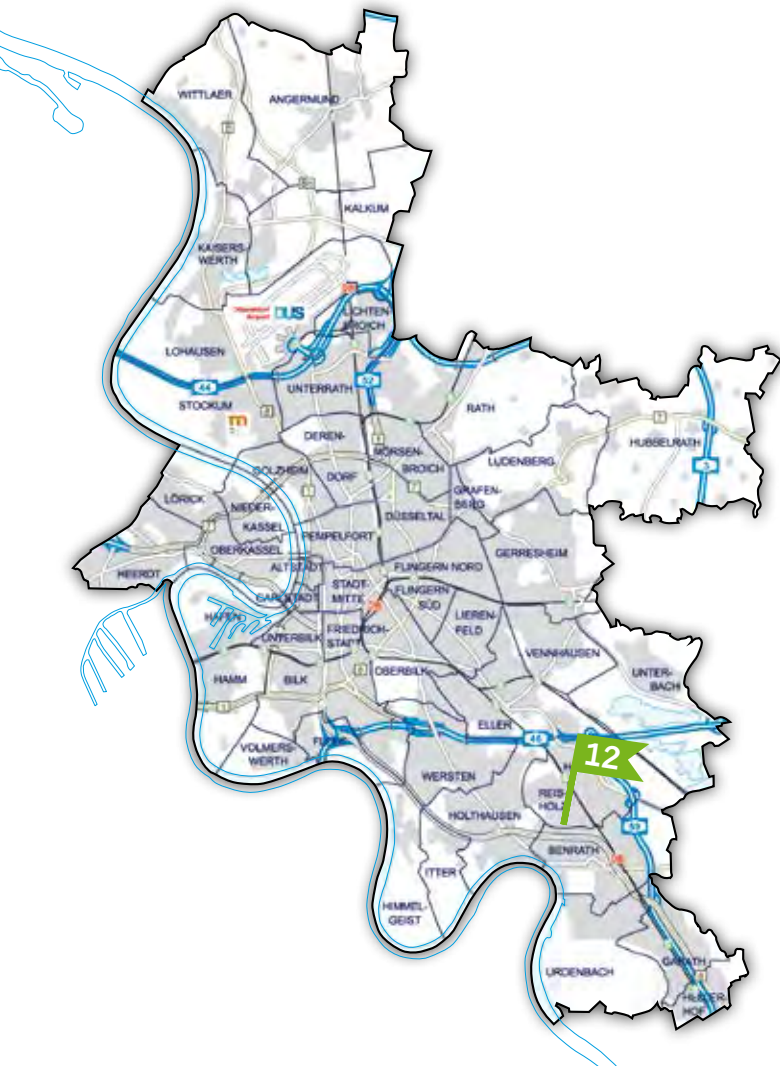 WITTLAER
ANGERMUND
KALKUM
KAISERS-
WERTH
DUS
LICHTEN-
BROICH
LOHAUSEN
44
52
UNTERRATH
STOCKUM
RATH
DEREN-
DORF
MÖRSEN-
BROICH
HUBBELRATH
3
LUDENBERG
GOLZHEIM
GRAFEN-
BERG
LÖRICK
NIEDER-
KASSEL
DÜSSELTAL
PEMPELFORT
OBERKASSEL
GERRESHEIM
HEERDT
ALTSTADT
FLINGERN NORD
STADT-
MITTE
FLINGERN
SÜD
CARLSTADT
HAFEN
LIEREN-
FELD
UNTERBILK
FRIEDRICH-
STADT
VENNHAUSEN
UNTER-
BACH
HAMM
BILK
OBERBILK
ELLER
46
VOLMERS-
WERTH
12
WERSTEN
REIS-
HOLZ
HOLTHAUSEN
59
BENRATH
ITTER
HIMMEL-
GEIST
URDENBACH
GARATH
HELLER-
HOF